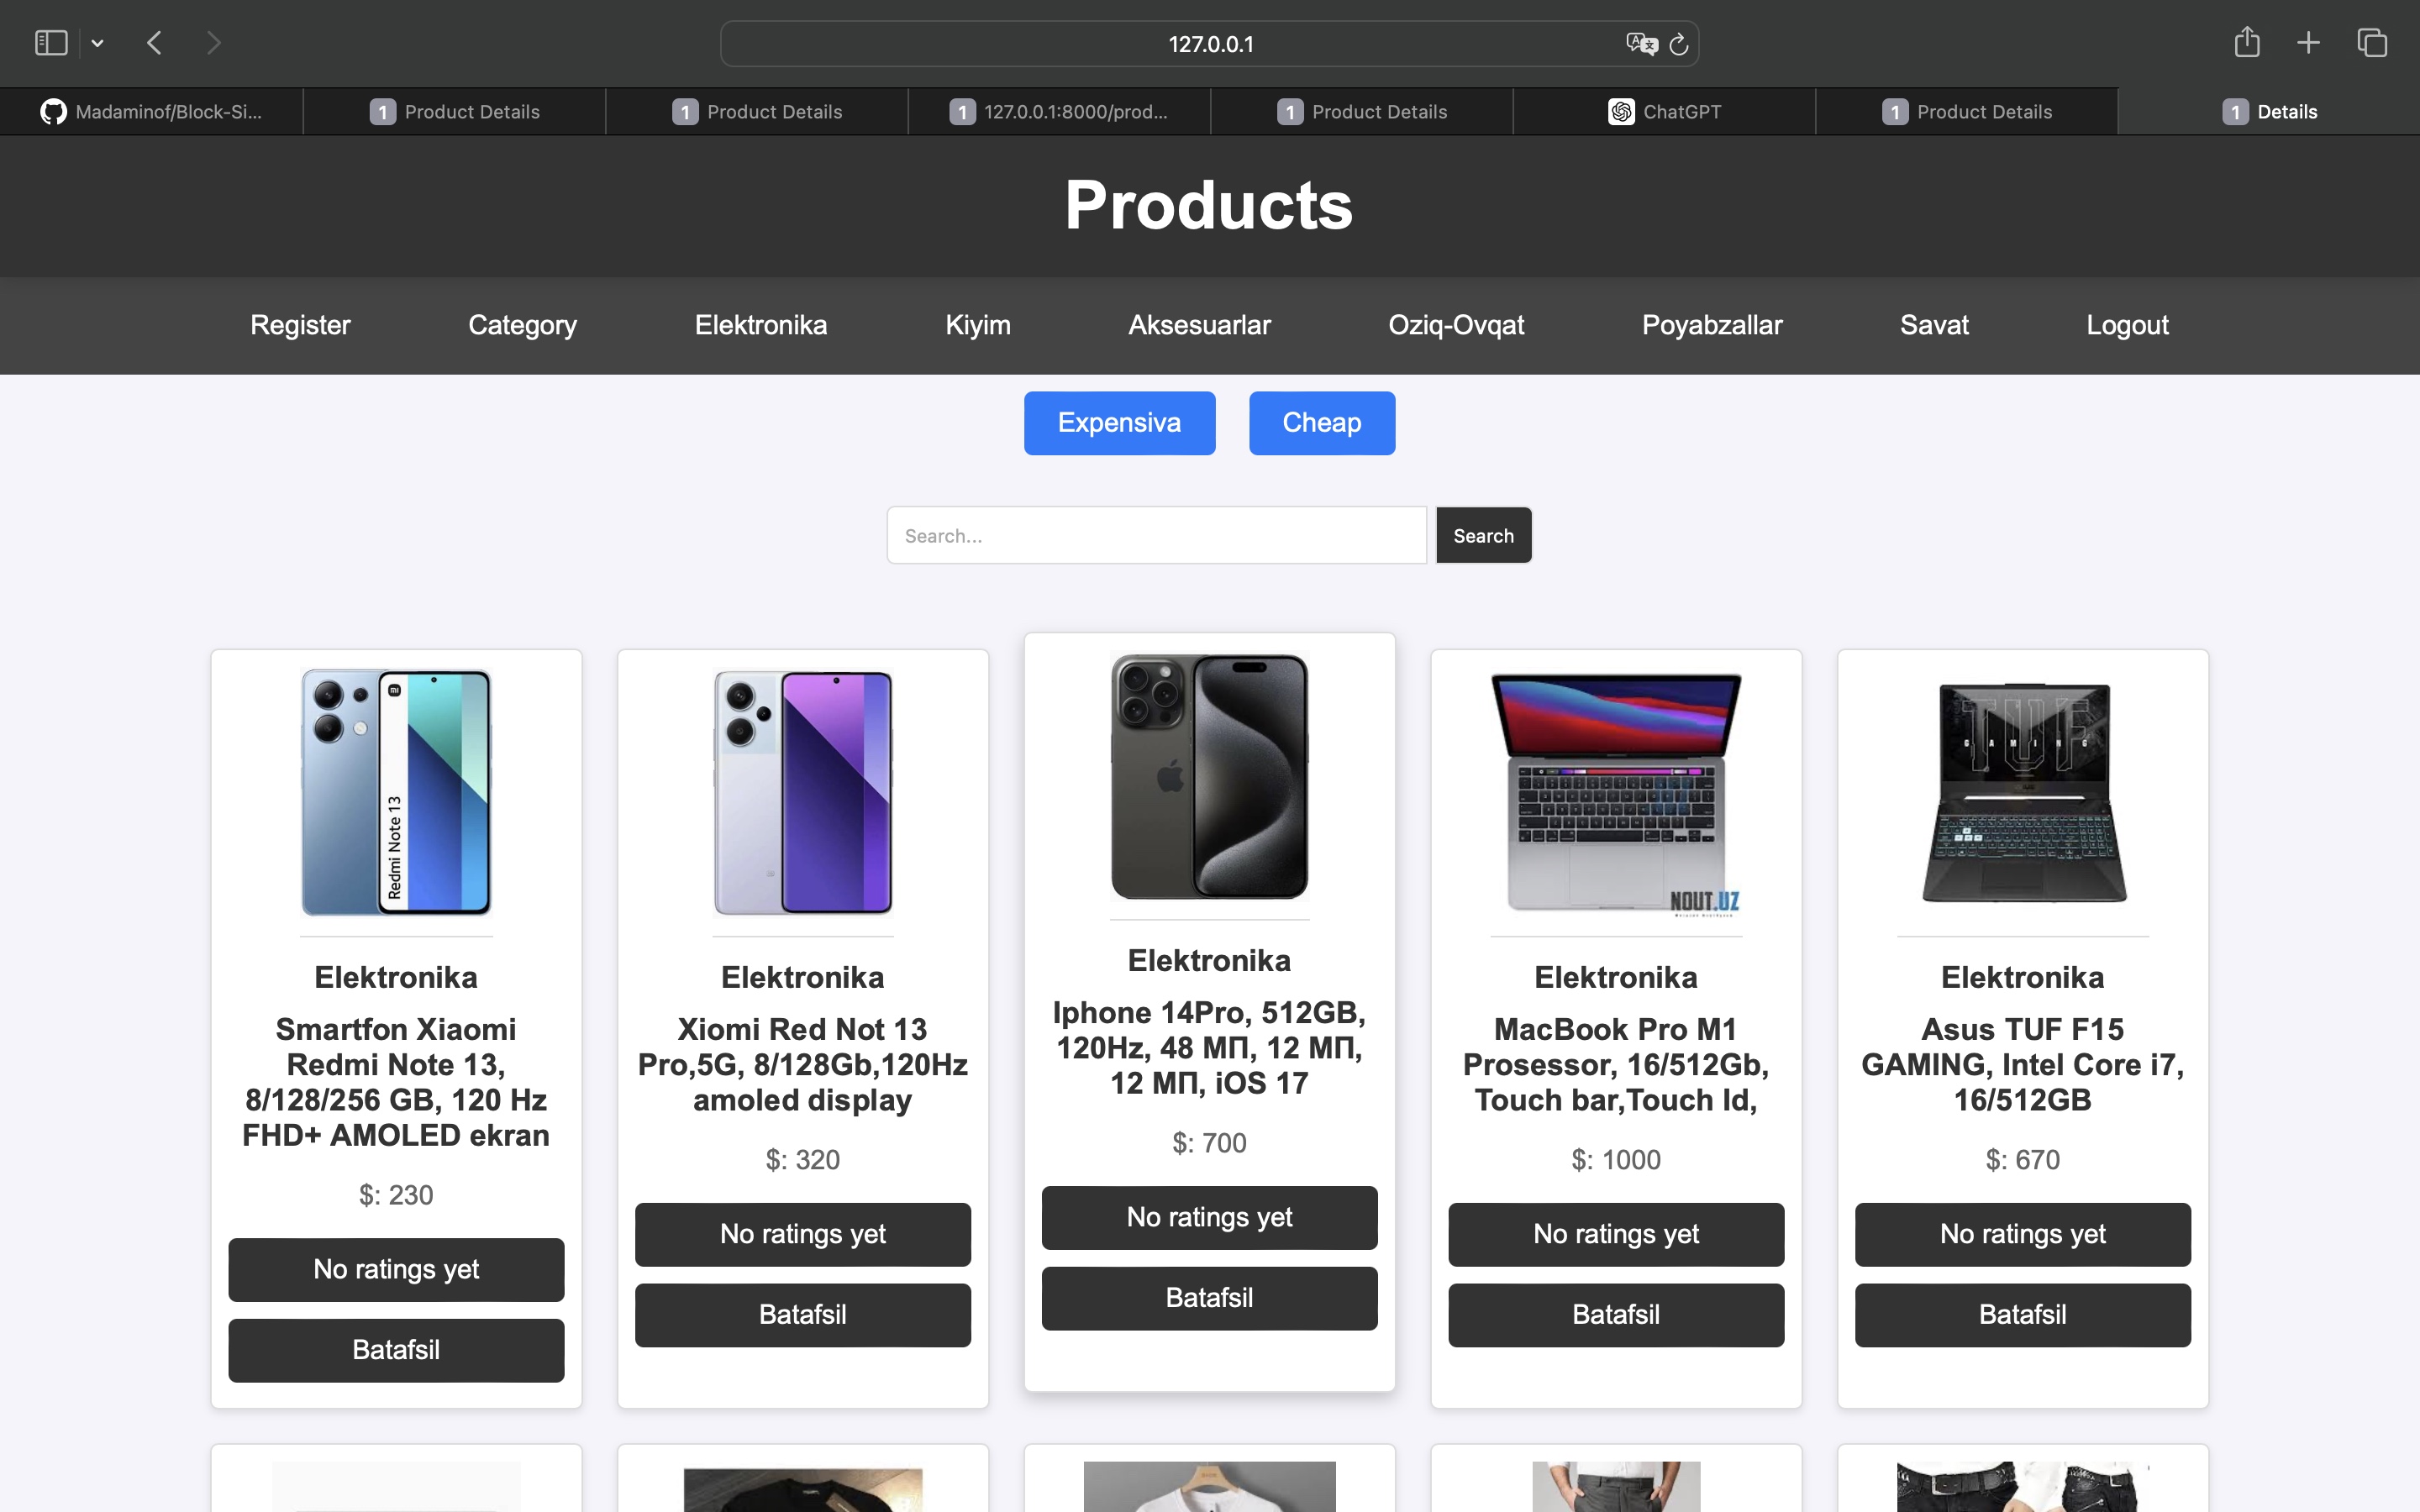 127.0.0.1
Madaminof/Block-Si...
1 Product Details
1 Product Details
1 127.0.0.1:8000/prod...
1 Product Details
ChatGPT
1 Product Details
1 Details
Products
Register
Category
Elektronika
Kiyim
Aksesuarlar
Oziq-Ovqat
Poyabzallar
Savat
Logout
Expensiva
Cheap
Search...
Search
Redmi Note 13
Elektronika
Smartfon Xiaomi
Redmi Note 13,
8/128/256 GB, 120 Hz
FHD+ AMOLED ekran
$: 230
No ratings yet
Batafsil
Elektronika
Xiomi Red Not 13
Pro,5G, 8/128Gb,120Hz
amoled display
$: 320
No ratings yet
Batafsil
Elektronika
Iphone 14Pro, 512GB,
120Hz, 48 МП, 12 МП,
12 МП, iOS 17
$: 700
No ratings yet
Batafsil
NOUT.UZ
Elektronika
MacBook Pro M1
Prosessor, 16/512Gb,
Touch bar,Touch Id,
$: 1000
No ratings yet
Batafsil
TUF
GAMING
Elektronika
Asus TUF F15
GAMING, Intel Core i7,
16/512GB
$: 670
No ratings yet
Batafsil